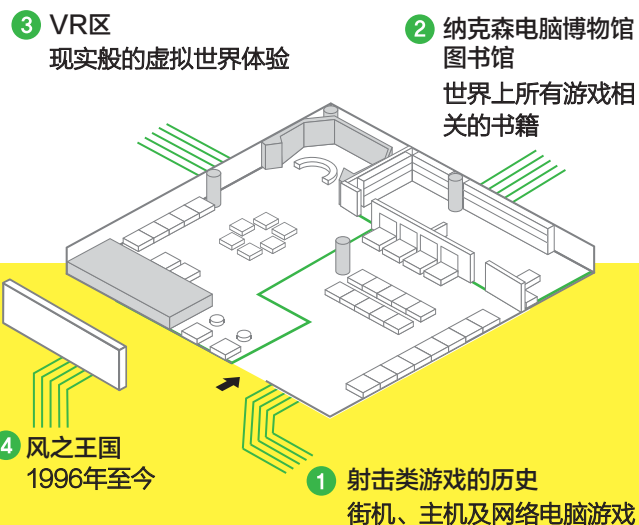 3 VR区
现实般的虚拟世界体验
2 纳克森电脑博物馆
图书馆
世界上所有游戏相
关的书籍
4 风之王国
1996年至今
1 射击类游戏的历史
街机、主机及网络电脑游戏